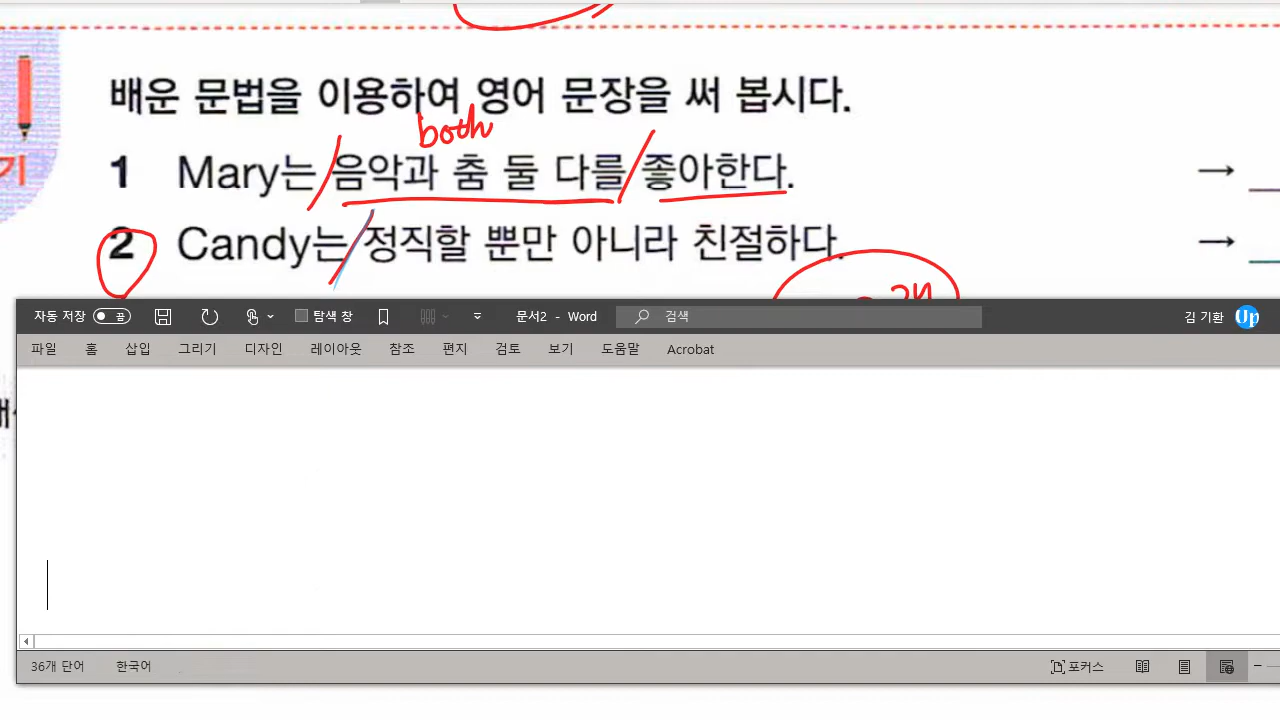 배운 문법을 이용하여 영어 문장을 써 봅시다.
both
1 Mary는 음악과 춤 둘 다를 좋아한다. →
2 Candy는 정직할 뿐만 아니라 친절하다. →
기
자동 저장 끔 탐색 창 문서2 - Word 검색 김 기환 Up
파일 홈 삽입 그리기 디자인 레이아웃 참조 편지 검토 보기 도움말 Acrobat
36개 단어 한국어 포커스